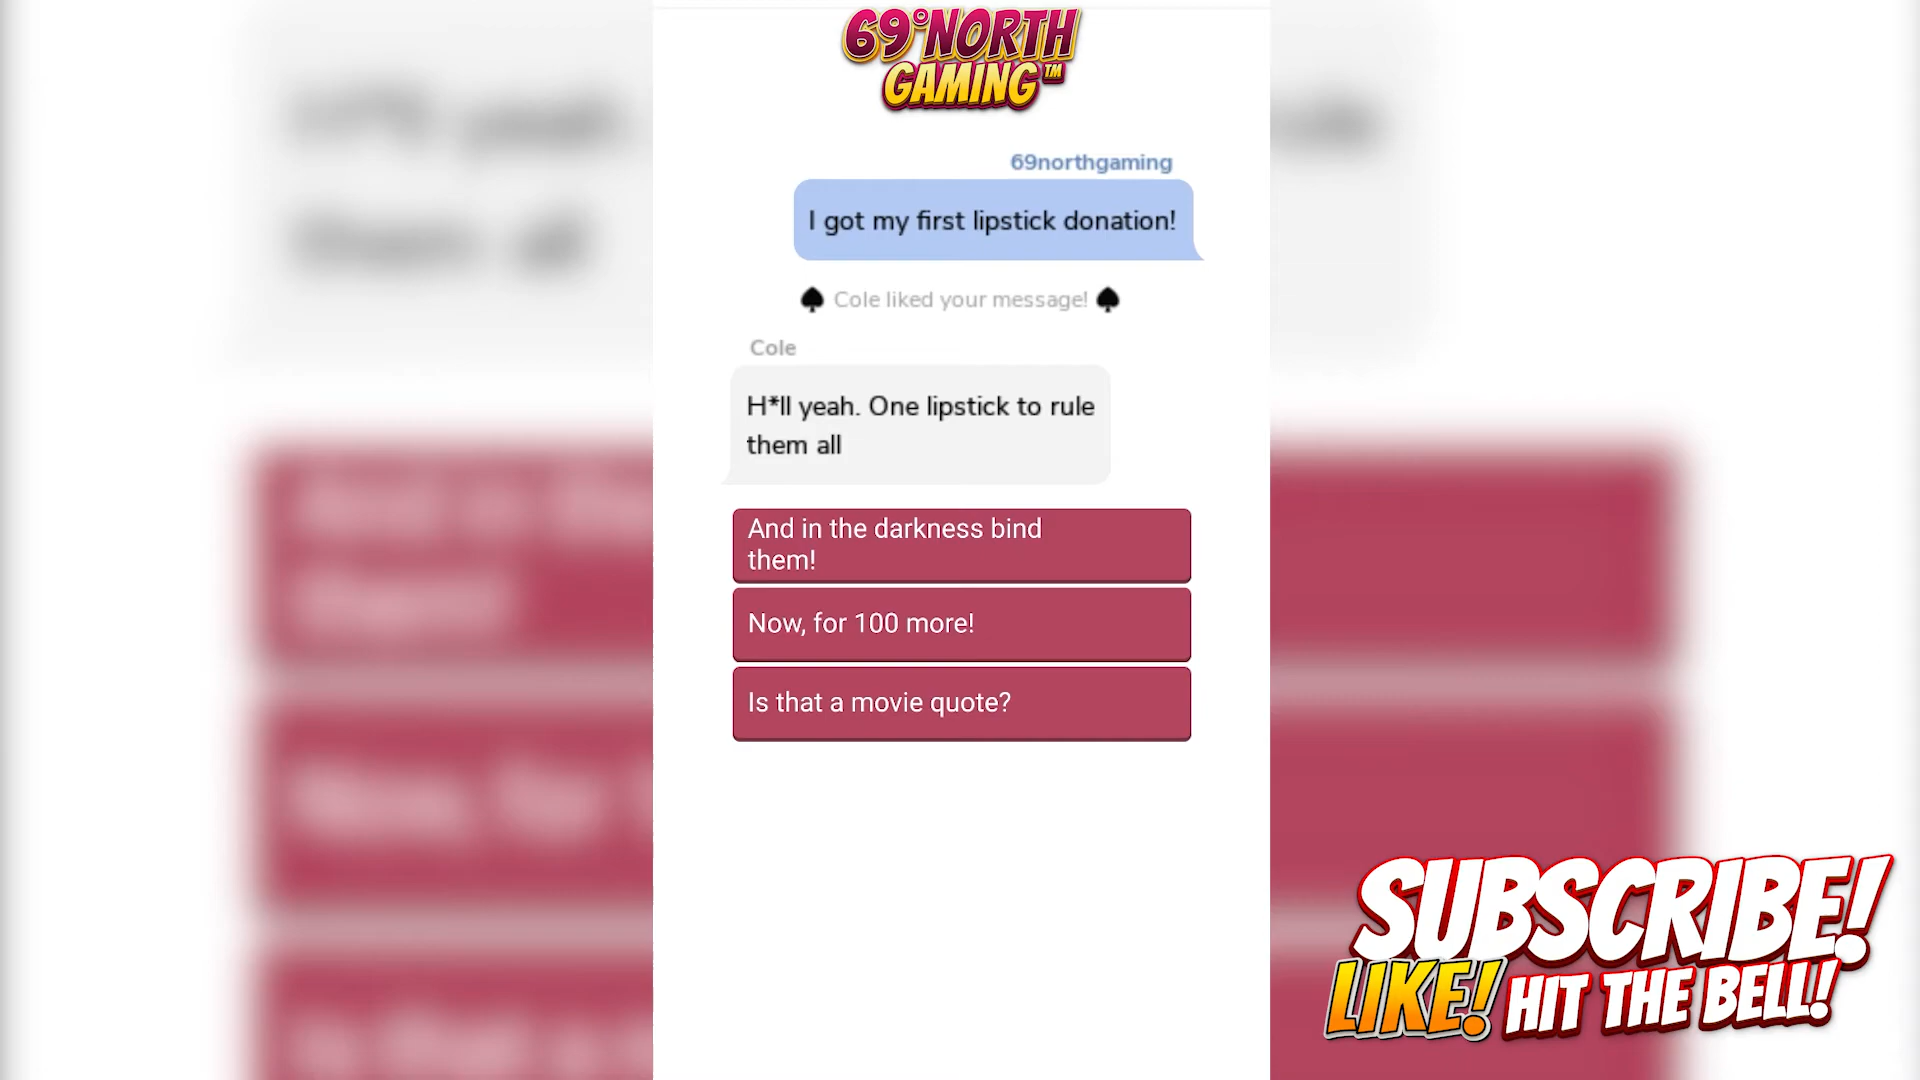 69°NORTH
GAMING™
69northgaming
I got my first lipstick donation!
Cole liked your message!
Cole
H*ll yeah. One lipstick to rule
them all
And in the darkness bind
them!
Now, for 100 more!
Is that a movie quote?
SUBSCRIBE!
LIKE! HIT THE BELL!